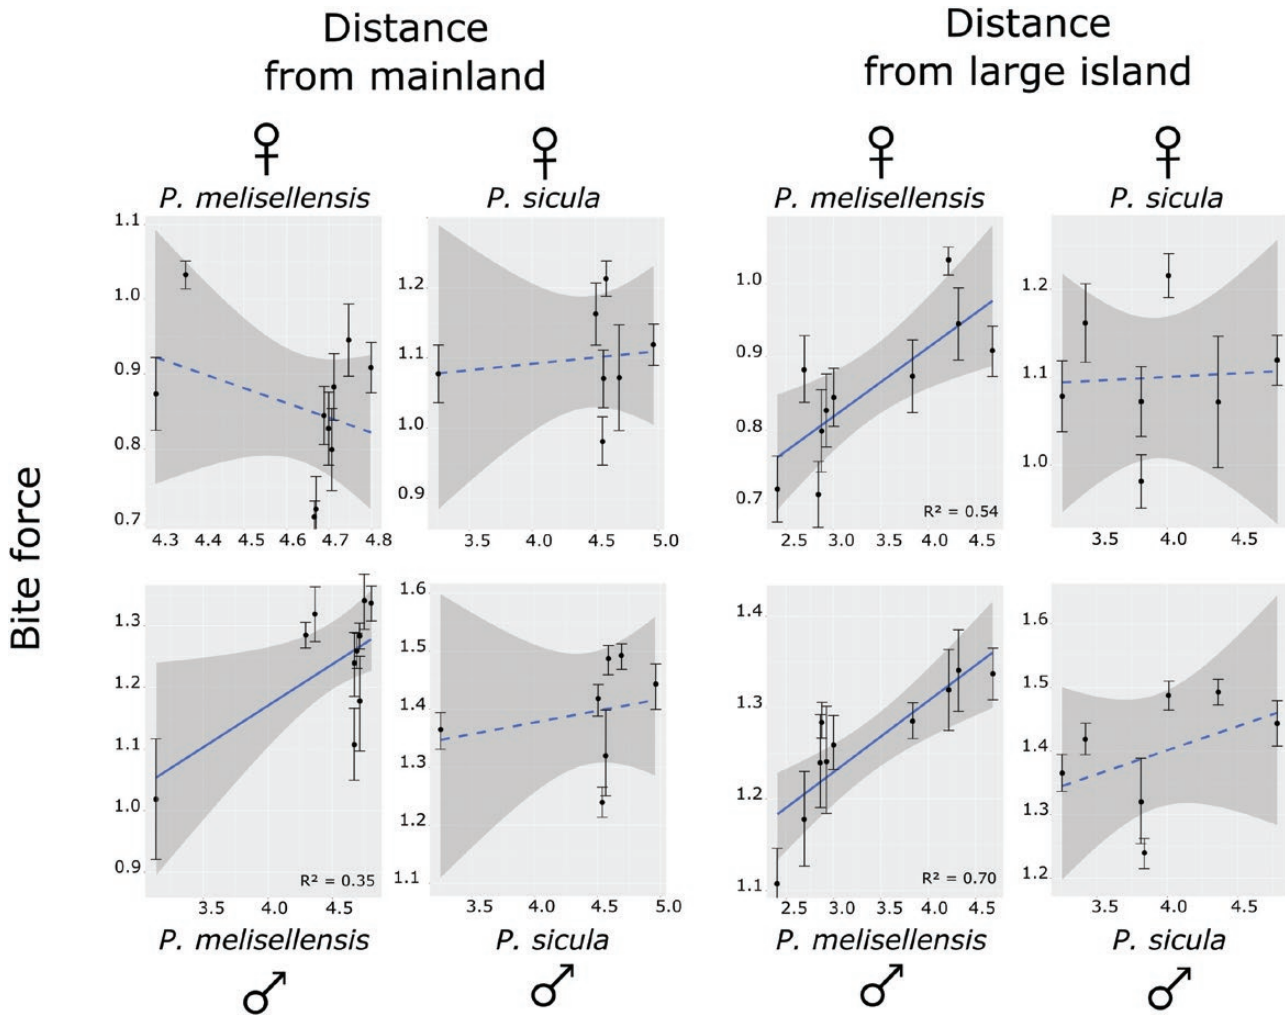 Distance
from mainland
Distance
from large island
♀
♀
♀
♀
P. melisellensis
P. sicula
P. melisellensis
P. sicula
Bite force
1.1
1.0
0.9
0.8
0.7
4.3 4.4 4.5 4.6 4.7 4.8
1.2
1.1
1.0
0.9
3.5 4.0 4.5 5.0
1.0
0.9
0.8
0.7
R² = 0.54
2.5 3.0 3.5 4.0 4.5
1.2
1.1
1.0
3.5 4.0 4.5
1.3
1.2
1.1
1.0
0.9
R² = 0.35
3.5 4.0 4.5
1.6
1.5
1.4
1.3
1.2
1.1
3.5 4.0 4.5 5.0
1.4
1.3
1.2
1.1
R² = 0.70
2.5 3.0 3.5 4.0 4.5
1.6
1.5
1.4
1.3
1.2
3.5 4.0 4.5
P. melisellensis
P. sicula
P. melisellensis
P. sicula
♂
♂
♂
♂